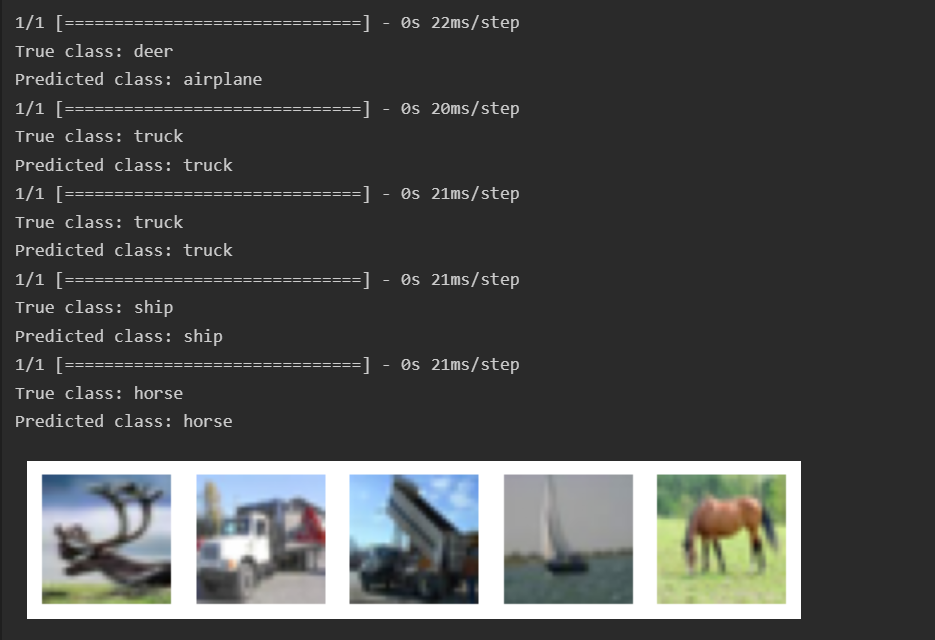 1/1 [==============================] - 0s 22ms/step
True class: deer
Predicted class: airplane
1/1 [==============================] - 0s 20ms/step
True class: truck
Predicted class: truck
1/1 [==============================] - 0s 21ms/step
True class: truck
Predicted class: truck
1/1 [==============================] - 0s 21ms/step
True class: ship
Predicted class: ship
1/1 [==============================] - 0s 21ms/step
True class: horse
Predicted class: horse